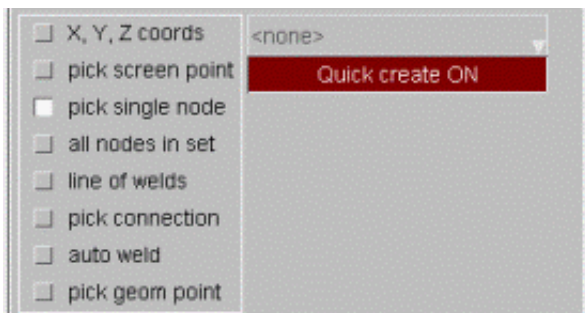 X, Y, Z coords
<none>
pick screen point
Quick create ON
pick single node
all nodes in set
line of welds
pick connection
auto weld
pick geom point